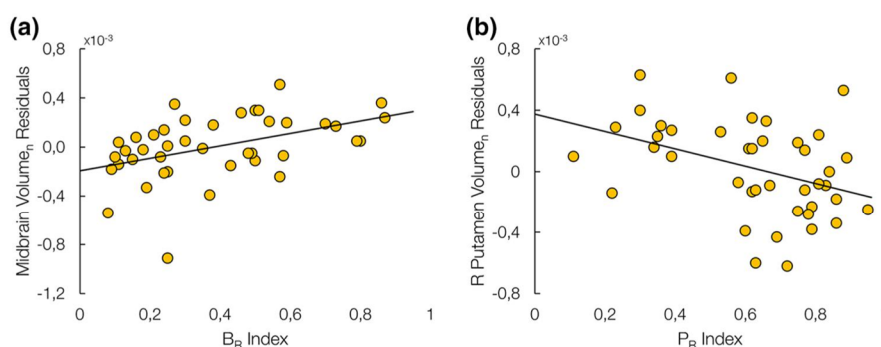 (a)
x10⁻³
0,8
0,4
0,0
-0,4
-0,8
-1,2
Midbrain Volumeₙ Residuals
0 0,2 0,4 0,6 0,8 1
B_R Index
(b)
x10⁻³
0,8
0,4
0
-0,4
-0,8
R Putamen Volumeₙ Residuals
0 0,2 0,4 0,6 0,8
P_R Index